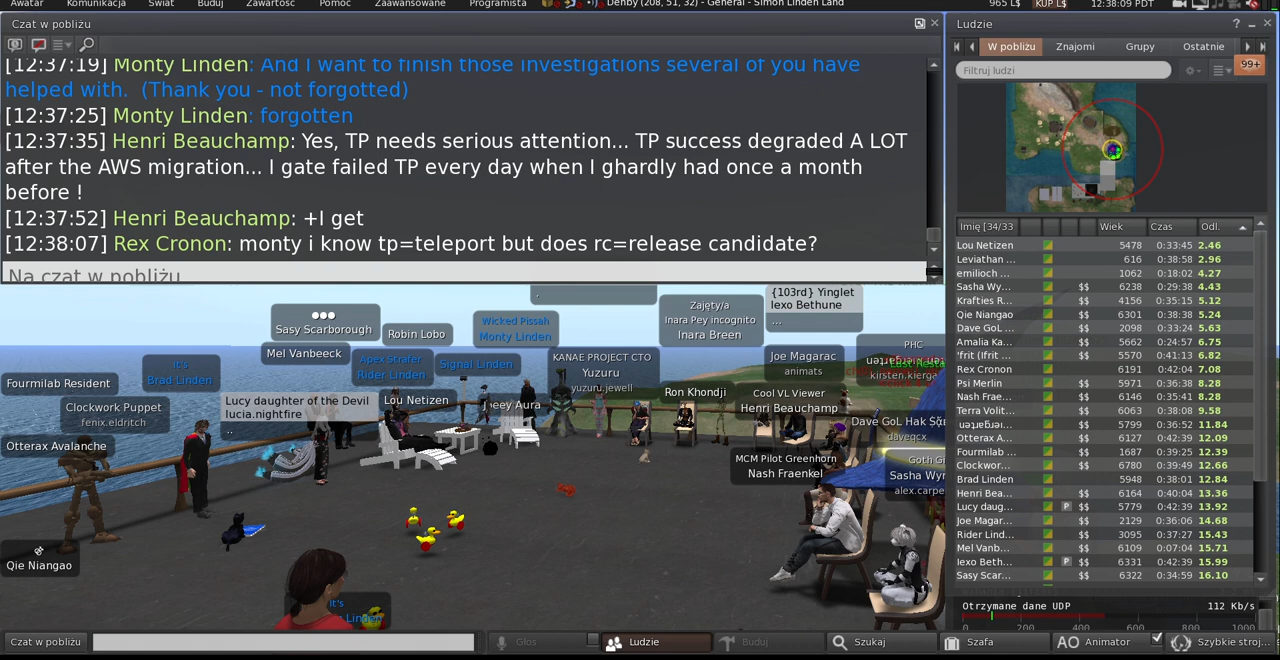 Awatar Komunikacja Świat Buduj Zawartość Pomoc Zaawansowane Programista Denby (208, 51, 32) - General - Simon Linden Land 965 L$ KUP L$ 12:38:09 PDT
Czat w pobliżu
[12:37:19] Monty Linden: And I want to finish those investigations several of you have
helped with. (Thank you - not forgotted)
[12:37:25] Monty Linden: forgotten
[12:37:35] Henri Beauchamp: Yes, TP needs serious attention... TP success degraded A LOT
after the AWS migration... I gate failed TP every day when I ghardly had once a month
before !
[12:37:52] Henri Beauchamp: +I get
[12:38:07] Rex Cronon: monty i know tp=teleport but does rc=release candidate?
Na czat w pobliżu
Ludzie
W pobliżu Znajomi Grupy Ostatnie
Filtruj ludzi
99+
Imię [34/33 Wiek Czas Odl.
Lou Netizen 5478 0:33:45 2.46
Leviathan ... 616 0:38:58 2.96
emilioch ... 1062 0:18:02 4.27
Sasha Wy... $$ 6238 0:29:38 4.43
Krafties R... $$ 4156 0:35:15 5.12
Qie Niangao $$ 6301 0:38:38 5.24
Dave GoL ... $$ 2098 0:33:24 5.63
Amalia Ka... $$ 5662 0:24:57 6.75
'frit (Ifrit ... $$ 5570 0:41:13 6.82
Rex Cronon 6191 0:42:04 7.08
Psi Merlin $$ 5971 0:36:38 8.28
Nash Frae... $$ 6146 0:35:41 8.28
Terra Volit... $$ 6063 0:38:08 9.58
$$ 5799 0:36:52 11.84
Otterax A... $$ 6127 0:42:39 12.09
Fourmilab ... $$ 1687 0:39:25 12.39
Clockwor... $$ 6780 0:49:39 12.66
Brad Linden 5948 0:38:01 12.84
Henri Bea... $$ 6164 0:40:04 13.36
Lucy daug... P $$ 5779 0:42:39 13.92
Joe Magar... $$ 2129 0:36:06 14.68
Rider Lind... $$ 3095 0:37:27 15.43
Mel Vanb... $$ 6109 0:07:04 15.71
Iexo Beth... P $$ 6331 0:42:39 15.99
Sasy Scar... $$ 6322 0:34:59 16.10
Otrzymane dane UDP 112 Kb/s
0 200 400 600 800 1000
Sasy Scarborough
Robin Lobo
Wicked Pissah
Monty Linden
Zajęty/a
Inara Pey incognito
Inara Breen
{103rd} Yinglet
Iexo Bethune
...
Mel Vanbeeck
It's
Brad Linden
Apex Strafer
Rider Linden
Signal Linden
KANAE PROJECT CTO
Yuzuru
yuzuru.jewell
Joe Magarac
animats
PHC
kirsten.kierga
Fourmilab Resident
Clockwork Puppet
fenix.eldritch
Lucy daughter of the Devil
lucia.nightfire
..
Lou Netizen
Joeey Aura
Ron Khondji
Cool VL Viewer
Henri Beauchamp
Dave GoL Hak
daveqcx
Otterax Avalanche
MCM Pilot Greenhorn
Nash Fraenkel
Goth Gi
Sasha Wyr
alex.carpe
Qie Niangao
It's
Linden
Czat w pobliżu Głos Ludzie Buduj Szukaj Szafa AO Animator Szybkie stroj...